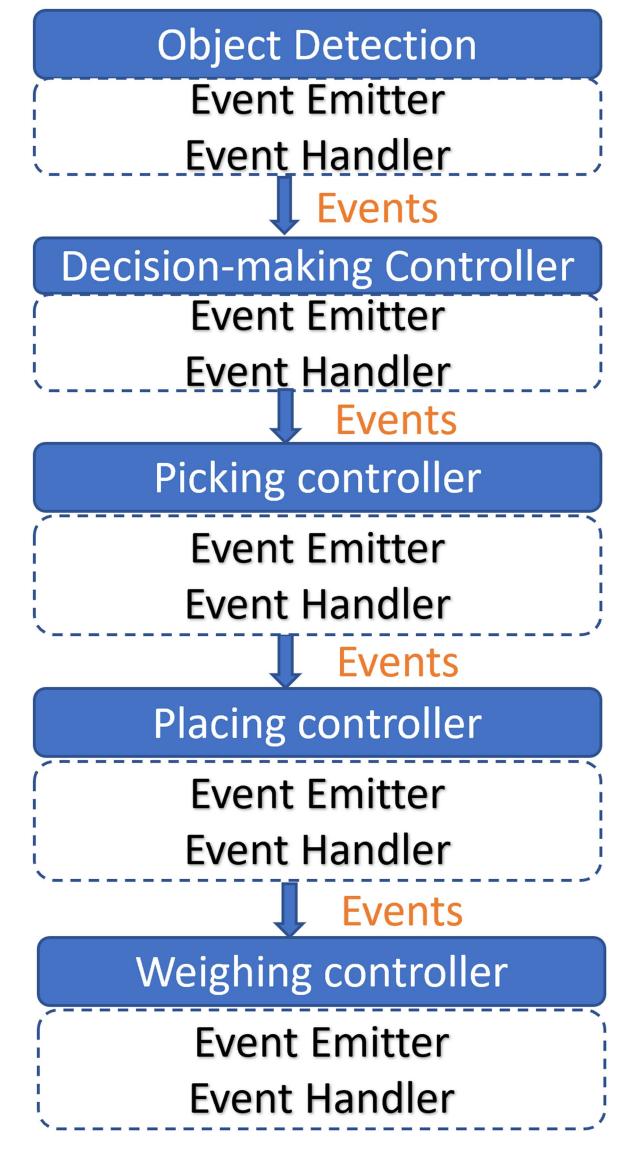 Object Detection
Event Emitter
Event Handler
Events
Decision-making Controller
Event Emitter
Event Handler
Events
Picking controller
Event Emitter
Event Handler
Events
Placing controller
Event Emitter
Event Handler
Events
Weighing controller
Event Emitter
Event Handler